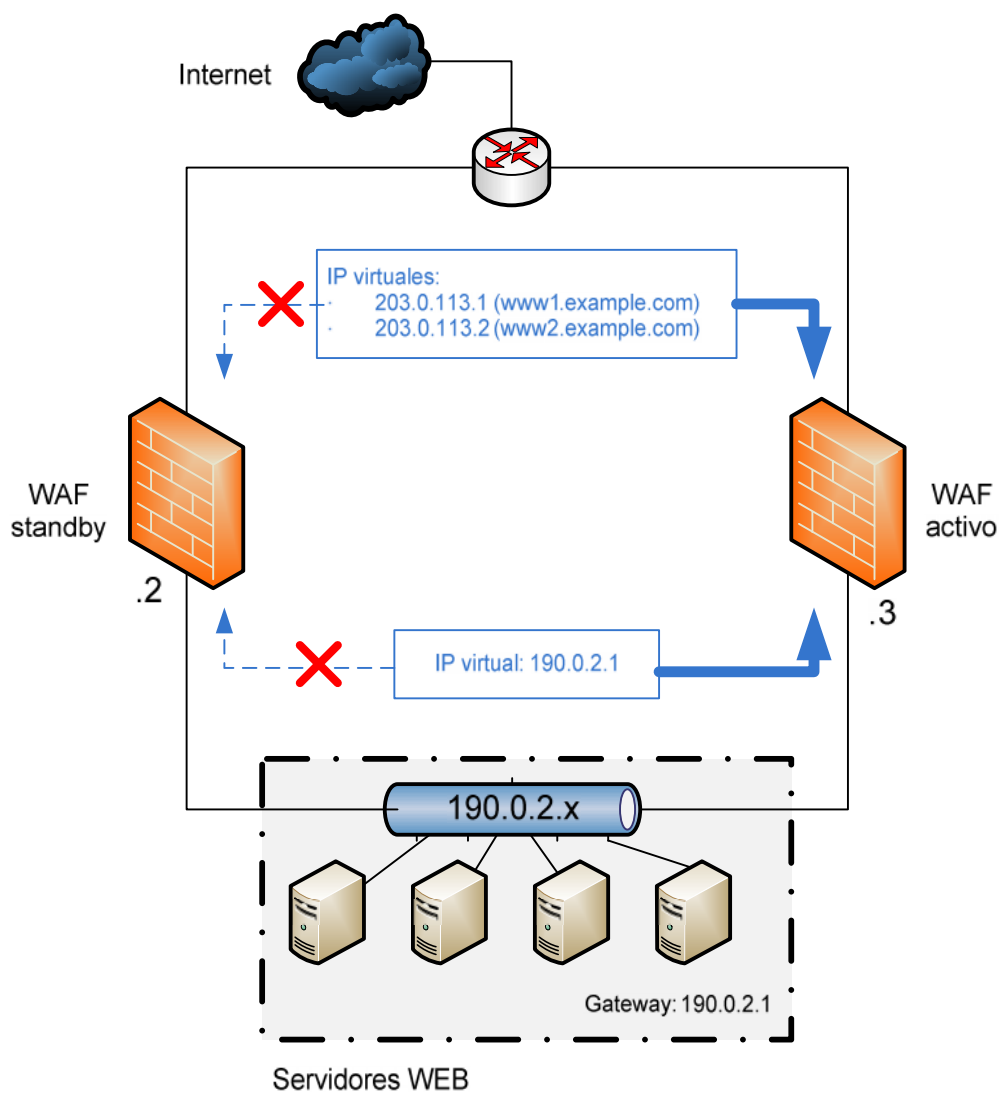 Internet
IP virtuales:
· 203.0.113.1 (www1.example.com)
· 203.0.113.2 (www2.example.com)
WAF
standby
.2
WAF
activo
.3
IP virtual: 190.0.2.1
190.0.2.x
Gateway: 190.0.2.1
Servidores WEB